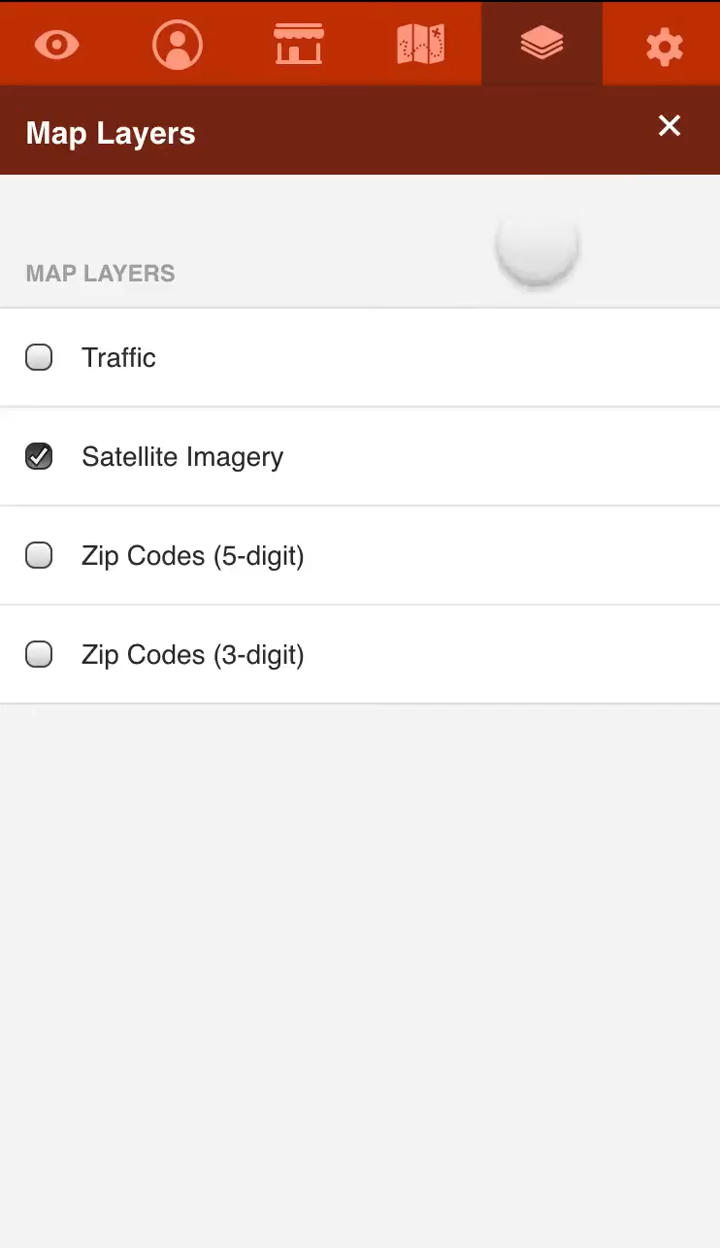 Map Layers
MAP LAYERS
Traffic
Satellite Imagery
Zip Codes (5-digit)
Zip Codes (3-digit)